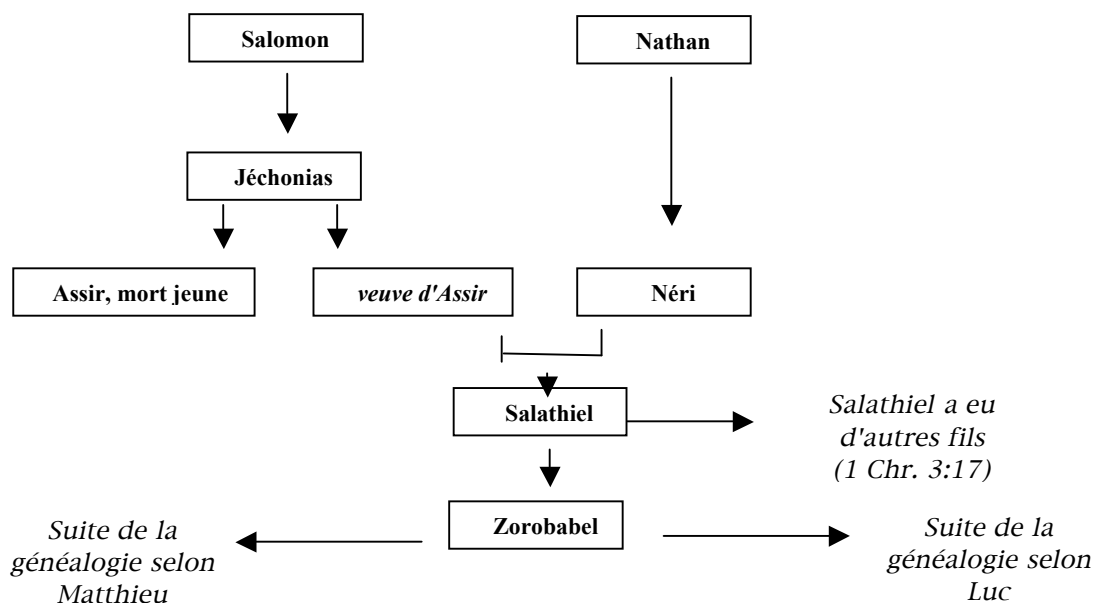 Salomon
Nathan
Jéchonias
Assir, mort jeune
veuve d'Assir
Néri
Salathiel
Salathiel a eu
d'autres fils
(1 Chr. 3:17)
Zorobabel
Suite de la
généalogie selon
Matthieu
Suite de la
généalogie selon
Luc